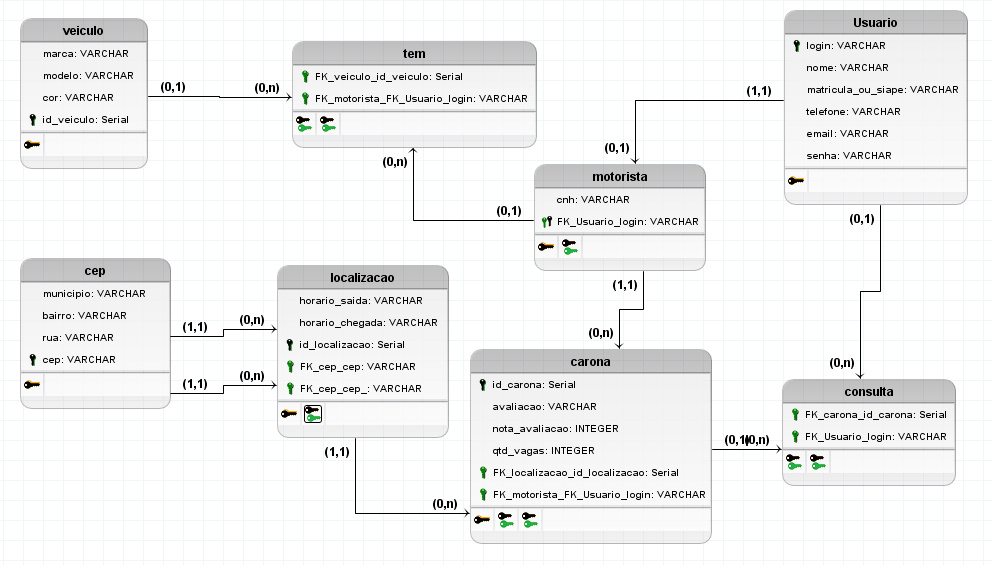 veiculo
marca: VARCHAR
modelo: VARCHAR
cor: VARCHAR
id_veiculo: Serial
(0,1)
(0,n)
tem
FK_veiculo_id_veiculo: Serial
FK_motorista_FK_Usuario_login: VARCHAR
(0,n)
(0,1)
Usuario
login: VARCHAR
nome: VARCHAR
matricula_ou_siape: VARCHAR
telefone: VARCHAR
email: VARCHAR
senha: VARCHAR
(1,1)
(0,1)
(0,1)
motorista
cnh: VARCHAR
FK_Usuario_login: VARCHAR
(1,1)
(0,n)
cep
municipio: VARCHAR
bairro: VARCHAR
rua: VARCHAR
cep: VARCHAR
(1,1)
(0,n)
(1,1)
(0,n)
localizacao
horario_saida: VARCHAR
horario_chegada: VARCHAR
id_localizacao: Serial
FK_cep_cep: VARCHAR
FK_cep_cep_: VARCHAR
(1,1)
(0,n)
carona
id_carona: Serial
avaliacao: VARCHAR
nota_avaliacao: INTEGER
qtd_vagas: INTEGER
FK_localizacao_id_localizacao: Serial
FK_motorista_FK_Usuario_login: VARCHAR
(0,1)
(0,n)
(0,n)
consulta
FK_carona_id_carona: Serial
FK_Usuario_login: VARCHAR